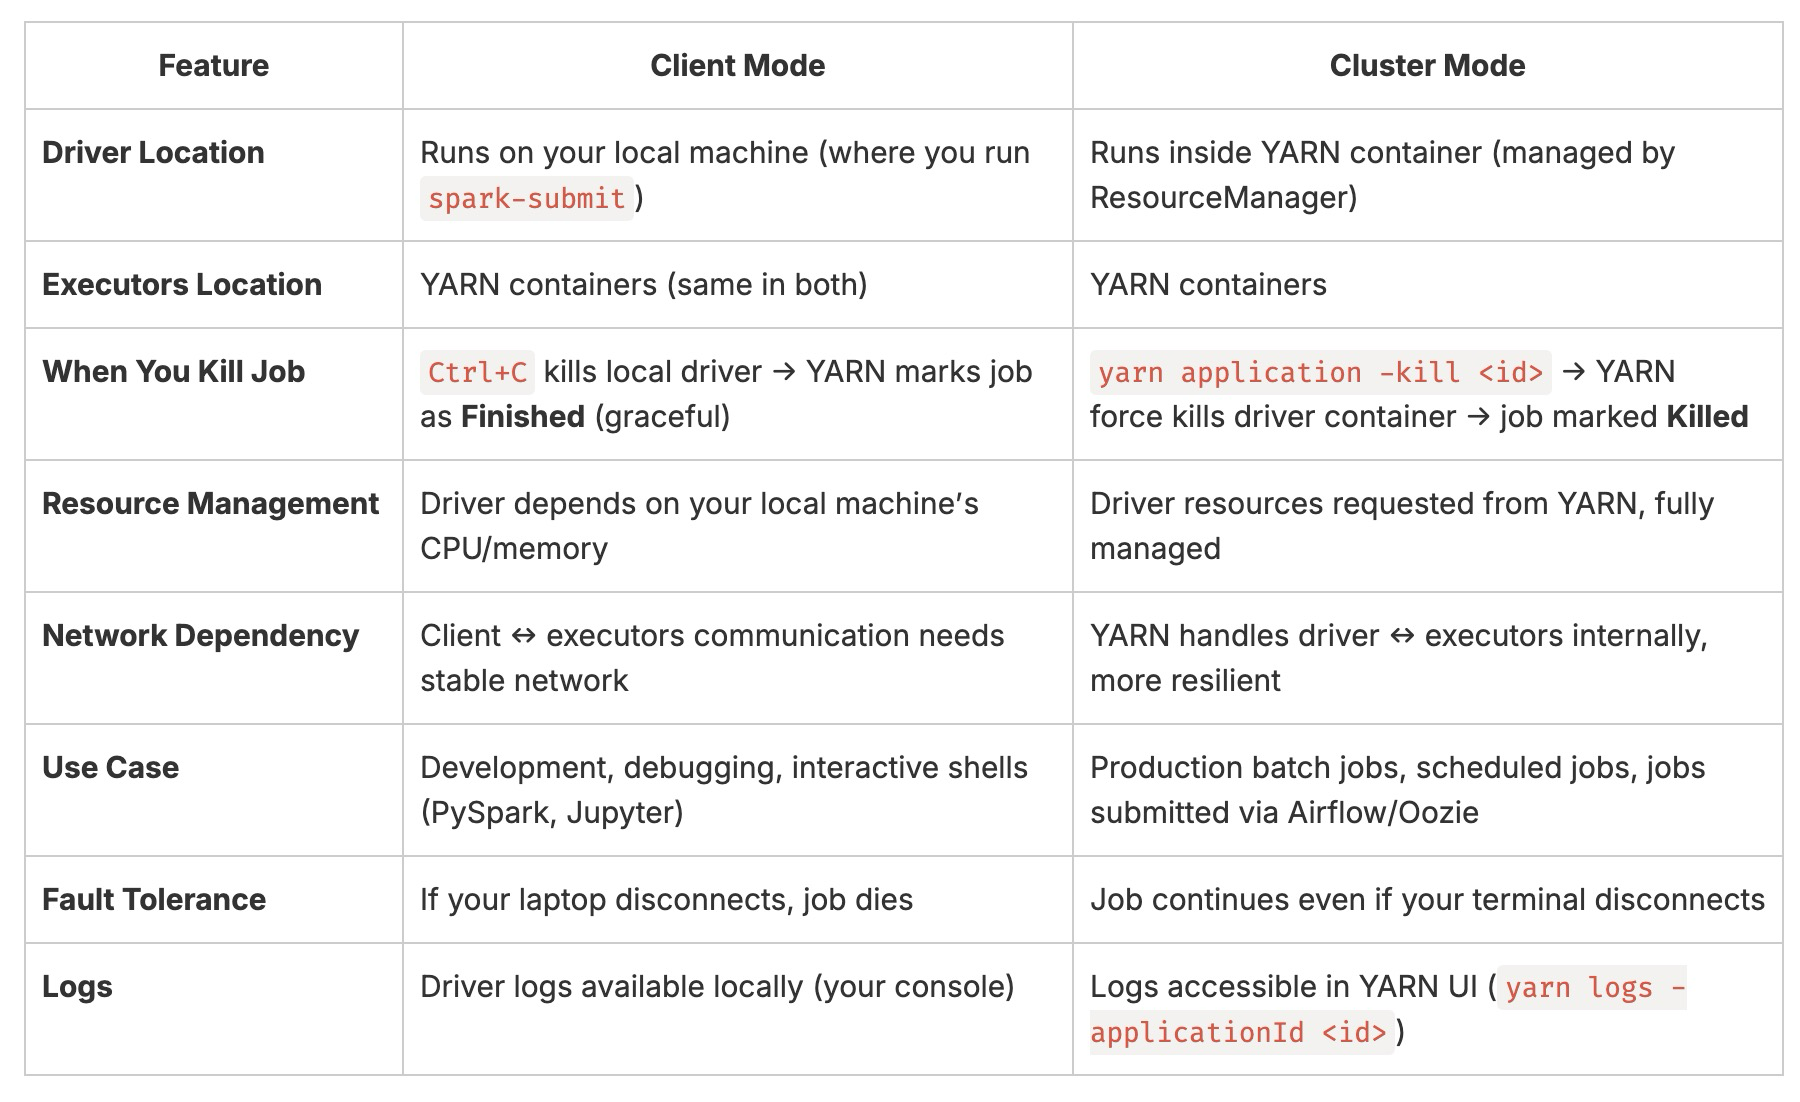 Feature Client Mode Cluster Mode
Driver Location Runs on your local machine (where you run Runs inside YARN container (managed by
spark-submit) ResourceManager)
Executors Location YARN containers (same in both) YARN containers
When You Kill Job Ctrl+C kills local driver → YARN marks job yarn application -kill <id> → YARN
as Finished (graceful) force kills driver container → job marked Killed
Resource Management Driver depends on your local machine’s Driver resources requested from YARN, fully
CPU/memory managed
Network Dependency Client ↔ executors communication needs YARN handles driver ↔ executors internally,
stable network more resilient
Use Case Development, debugging, interactive shells Production batch jobs, scheduled jobs, jobs
(PySpark, Jupyter) submitted via Airflow/Oozie
Fault Tolerance If your laptop disconnects, job dies Job continues even if your terminal disconnects
Logs Driver logs available locally (your console) Logs accessible in YARN UI (yarn logs -
applicationId <id>)